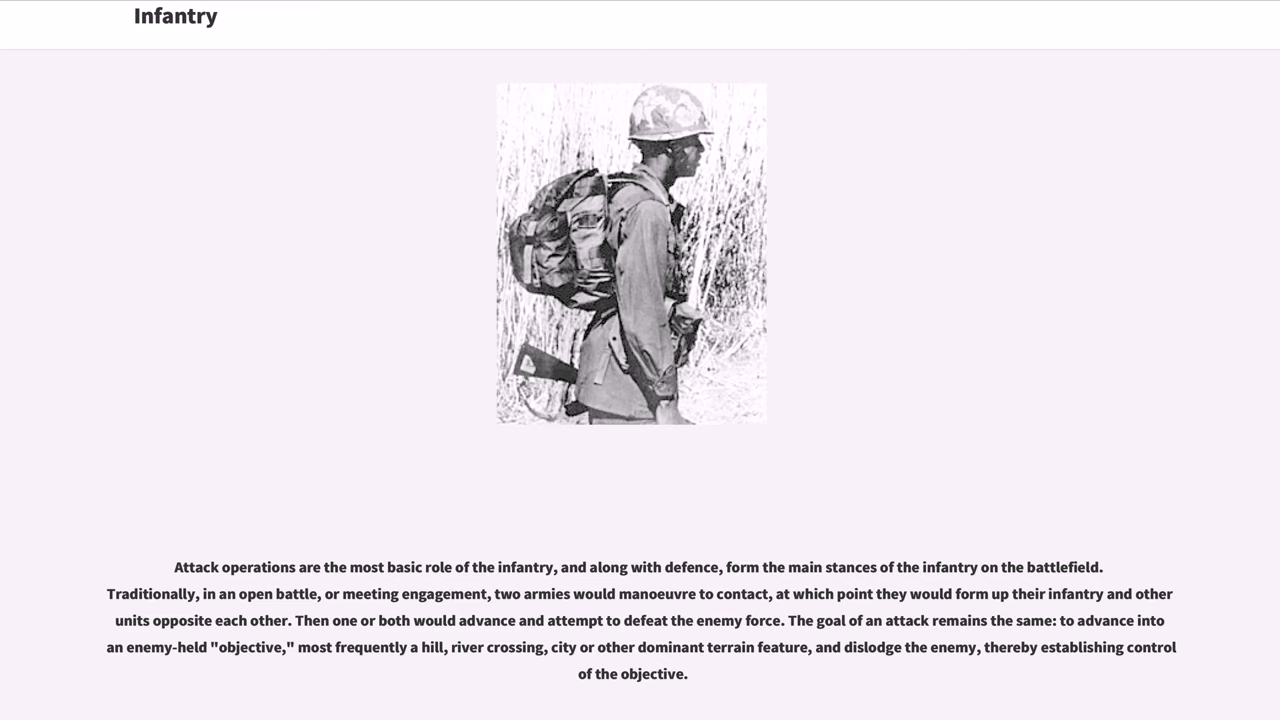 Infantry
Attack operations are the most basic role of the infantry, and along with defence, form the main stances of the infantry on the battlefield.
Traditionally, in an open battle, or meeting engagement, two armies would manoeuvre to contact, at which point they would form up their infantry and other
units opposite each other. Then one or both would advance and attempt to defeat the enemy force. The goal of an attack remains the same: to advance into
an enemy-held "objective," most frequently a hill, river crossing, city or other dominant terrain feature, and dislodge the enemy, thereby establishing control
of the objective.